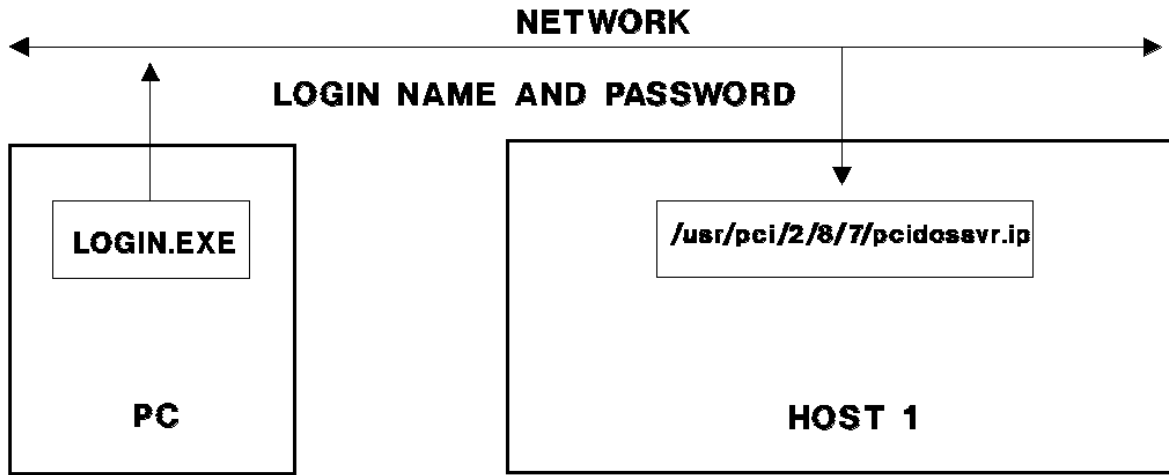 NETWORK
LOGIN NAME AND PASSWORD
LOGIN.EXE
/usr/pci/2/8/7/pcidossvr.ip
PC
HOST 1